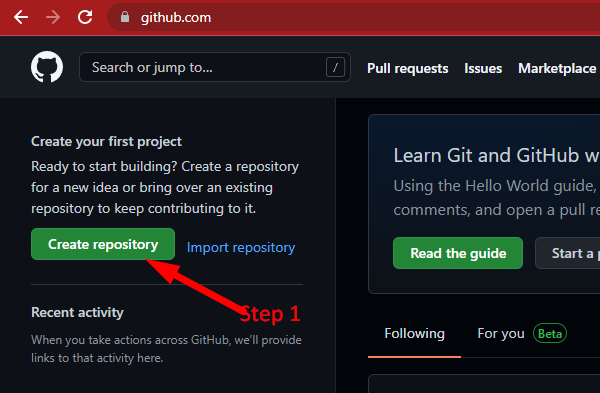 github.com
Search or jump to...
/
Pull requests
Issues
Marketplace
Create your first project
Ready to start building? Create a repository
for a new idea or bring over an existing
repository to keep contributing to it.
Create repository
Import repository
Step 1
Recent activity
When you take actions across GitHub, we'll provide
links to that activity here.
Learn Git and GitHub w
Using the Hello World guide,
comments, and open a pull re
Read the guide
Start a p
Following
For you
Beta